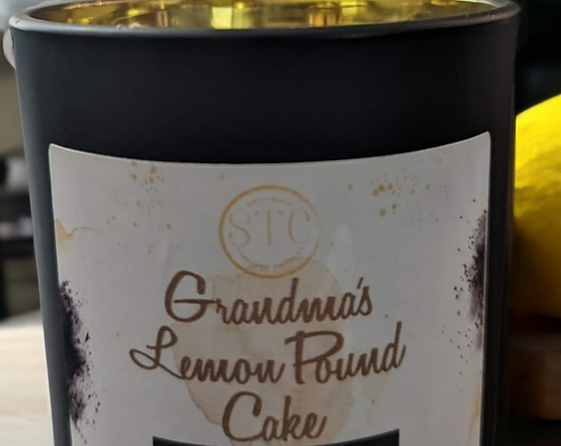 STC
Grandma's
Lemon Pound
Cake